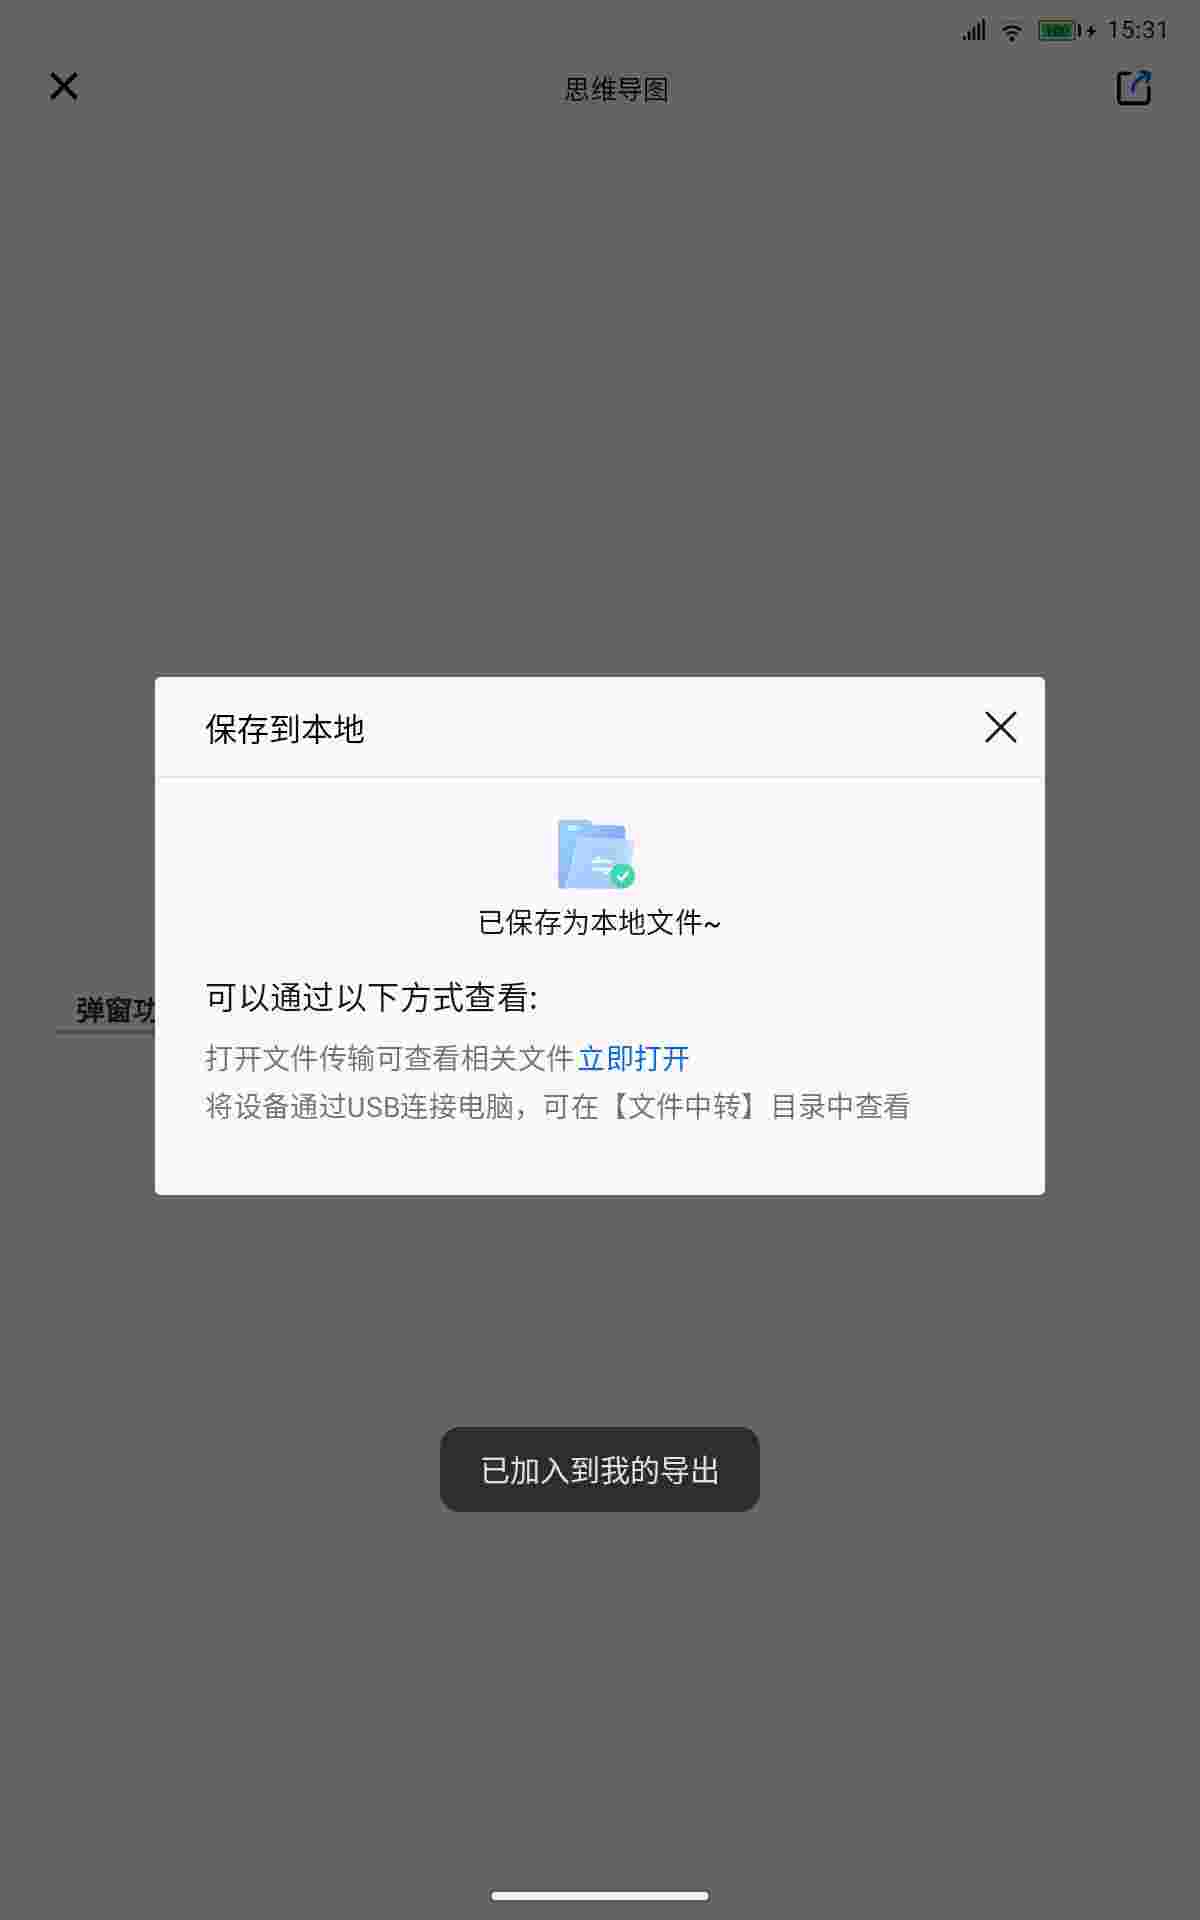 100 15:31
思维导图
保存到本地
已保存为本地文件~
可以通过以下方式查看:
弹窗功
打开文件传输可查看相关文件立即打开
将设备通过USB连接电脑，可在【文件中转】目录中查看
已加入到我的导出